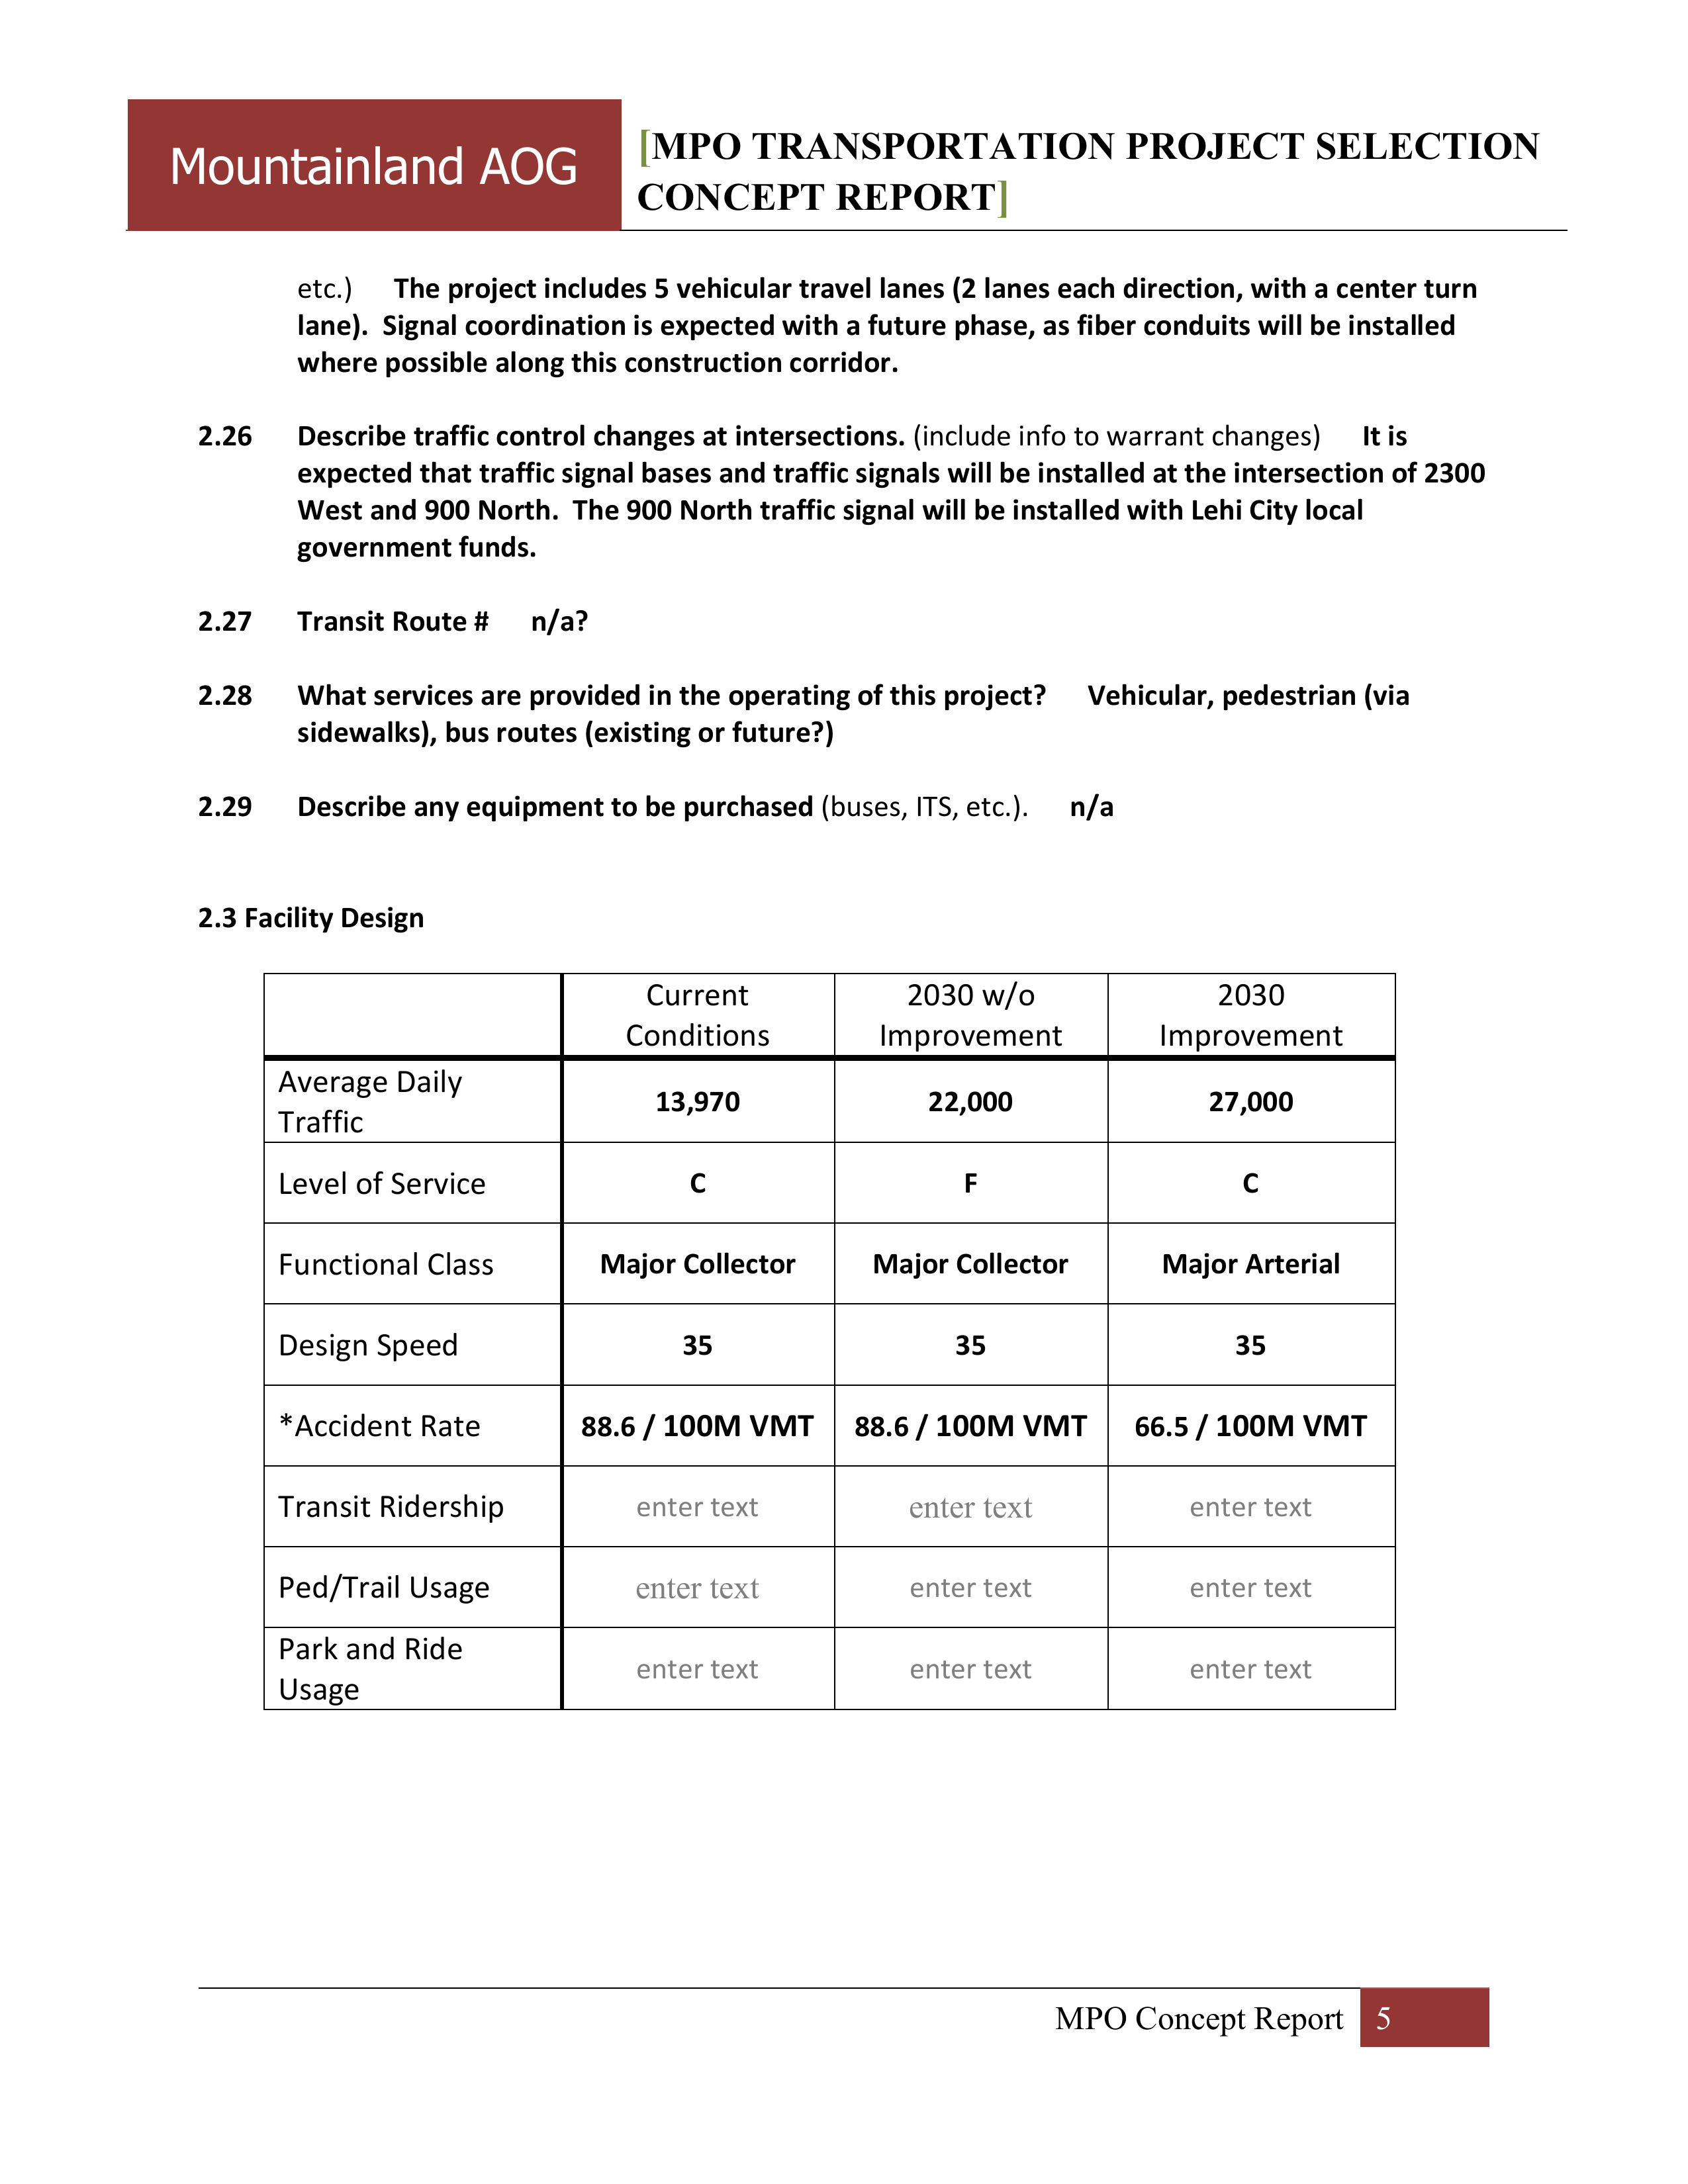 Mountainland AOG
[MPO TRANSPORTATION PROJECT SELECTION
CONCEPT REPORT]
etc.) The project includes 5 vehicular travel lanes (2 lanes each direction, with a center turn
lane). Signal coordination is expected with a future phase, as fiber conduits will be installed
where possible along this construction corridor.
2.26 Describe traffic control changes at intersections. (include info to warrant changes) It is
expected that traffic signal bases and traffic signals will be installed at the intersection of 2300
West and 900 North. The 900 North traffic signal will be installed with Lehi City local
government funds.
2.27 Transit Route # n/a?
2.28 What services are provided in the operating of this project? Vehicular, pedestrian (via
sidewalks), bus routes (existing or future?)
2.29 Describe any equipment to be purchased (buses, ITS, etc.). n/a
2.3 Facility Design
Current 2030 w/o 2030
Conditions Improvement Improvement
Average Daily
Traffic 13,970 22,000 27,000
Level of Service C F C
Functional Class Major Collector Major Collector Major Arterial
Design Speed 35 35 35
*Accident Rate 88.6 / 100M VMT 88.6 / 100M VMT 66.5 / 100M VMT
Transit Ridership enter text enter text enter text
Ped/Trail Usage enter text enter text enter text
Park and Ride
Usage enter text enter text enter text
MPO Concept Report 5